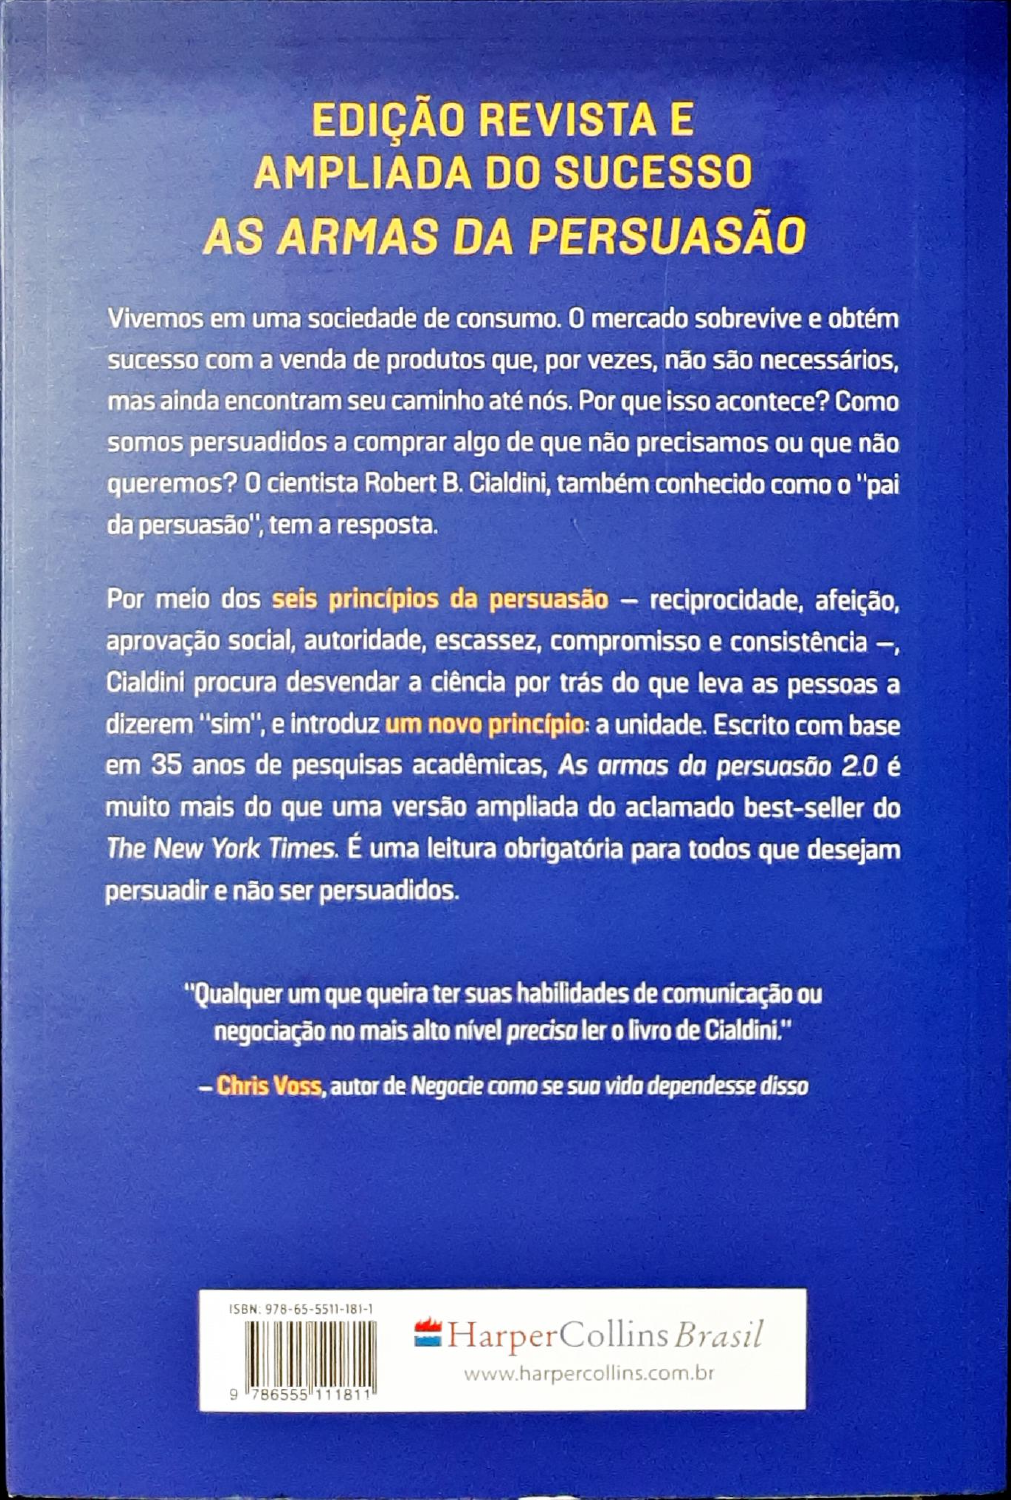 EDIÇÃO REVISTA E
AMPLIADA DO SUCESSO
AS ARMAS DA PERSUASÃO
Vivemos em uma sociedade de consumo. O mercado sobrevive e obtém
sucesso com a venda de produtos que, por vezes, não são necessários,
mas ainda encontram seu caminho até nós. Por que isso acontece? Como
somos persuadidos a comprar algo de que não precisamos ou que não
queremos? O cientista Robert B. Cialdini, também conhecido como o "pai
da persuasão", tem a resposta.
Por meio dos seis princípios da persuasão – reciprocidade, afeição,
aprovação social, autoridade, escassez, compromisso e consistência –,
Cialdini procura desvendar a ciência por trás do que leva as pessoas a
dizerem "sim", e introduz um novo princípio: a unidade. Escrito com base
em 35 anos de pesquisas acadêmicas, As armas da persuasão 2.0 é
muito mais do que uma versão ampliada do aclamado best-seller do
The New York Times. É uma leitura obrigatória para todos que desejam
persuadir e não ser persuadidos.
"Qualquer um que queira ter suas habilidades de comunicação ou
negociação no mais alto nível precisa ler o livro de Cialdini."
– Chris Voss, autor de Negocie como se sua vida dependesse disso
ISBN: 978-65-5511-181-1
9 786555 111811
HarperCollins Brasil
www.harpercollins.com.br